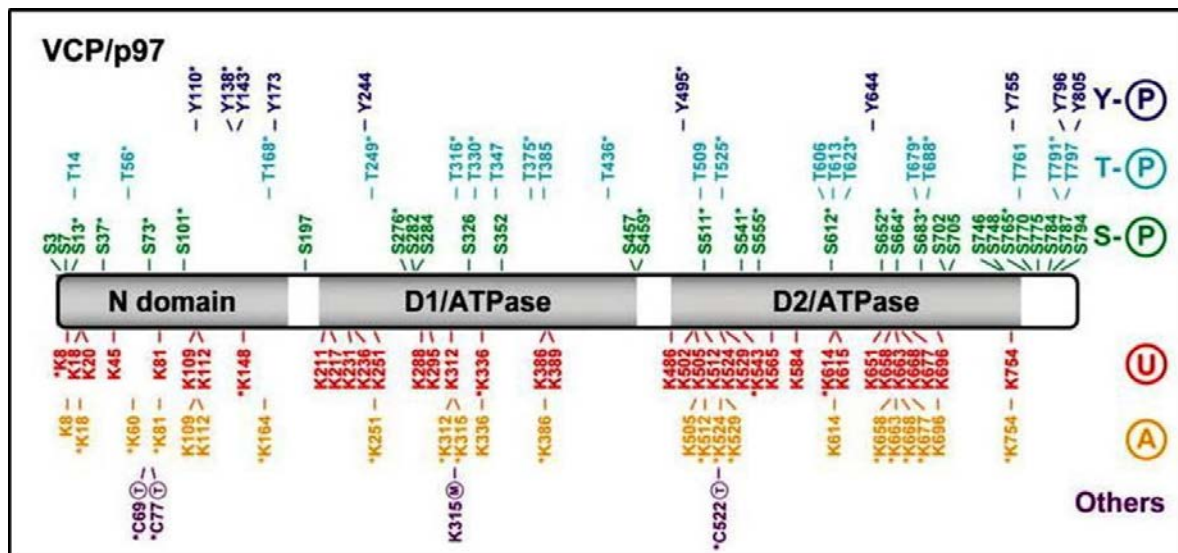 VCP/p97
Y110* Y138* Y143* Y173 Y244 Y495* Y644 Y755 Y796 Y805 Y-P
T14 T56* T168* T249* T316* T330* T347 T375* T385 T436* T509 T525* T606 T613 T623* T679* T688* T761 T791* T797 T-P
S3 S7 S13* S37* S73* S101* S197 S276* S282 S284 S326 S352 S457 S459* S511* S541* S555* S612* S652* S664* S683* S702 S705 S746 S748 S765* S770 S775 S784 S787 S794 S-P
N domain D1/ATPase D2/ATPase
*K8 K18 K20 K45 K81 K109 K112 *K148 K211 K217 K231 K236 K251 K288 K295 K312 *K336 K386 K389 K486 K502 K505 K512 K524 K529 *K543 K565 K584 *K614 K615 K651 K658 K663 K668 K677 K696 K754 U
K8 *K18 *K60 *K81 K109 K112 *K164 *K251 *K312 *K315 K336 *K386 K505 *K512 *K524 *K529 K614 *K658 *K663 *K668 *K677 K696 *K754 A
*C69 T *C77 T K315 M *C522 T Others